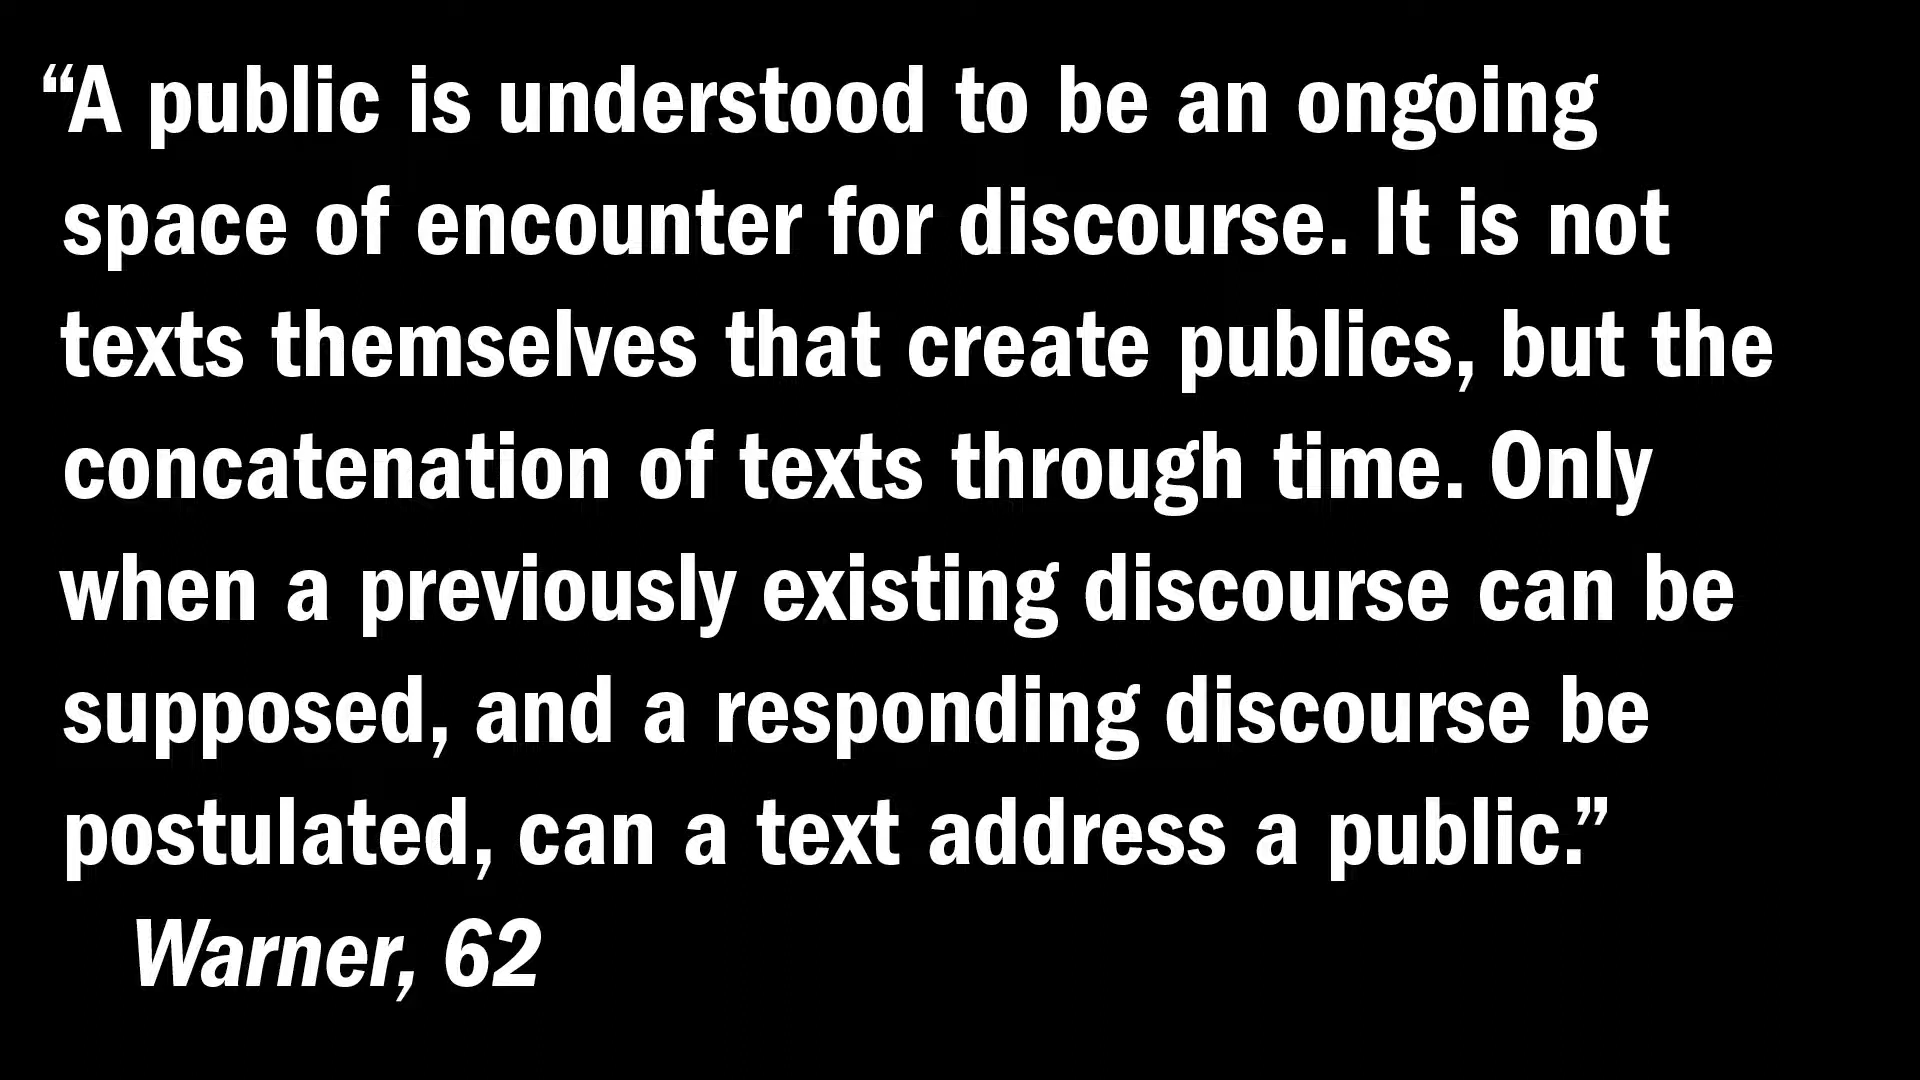 “A public is understood to be an ongoing
space of encounter for discourse. It is not
texts themselves that create publics, but the
concatenation of texts through time. Only
when a previously existing discourse can be
supposed, and a responding discourse be
postulated, can a text address a public.”
Warner, 62